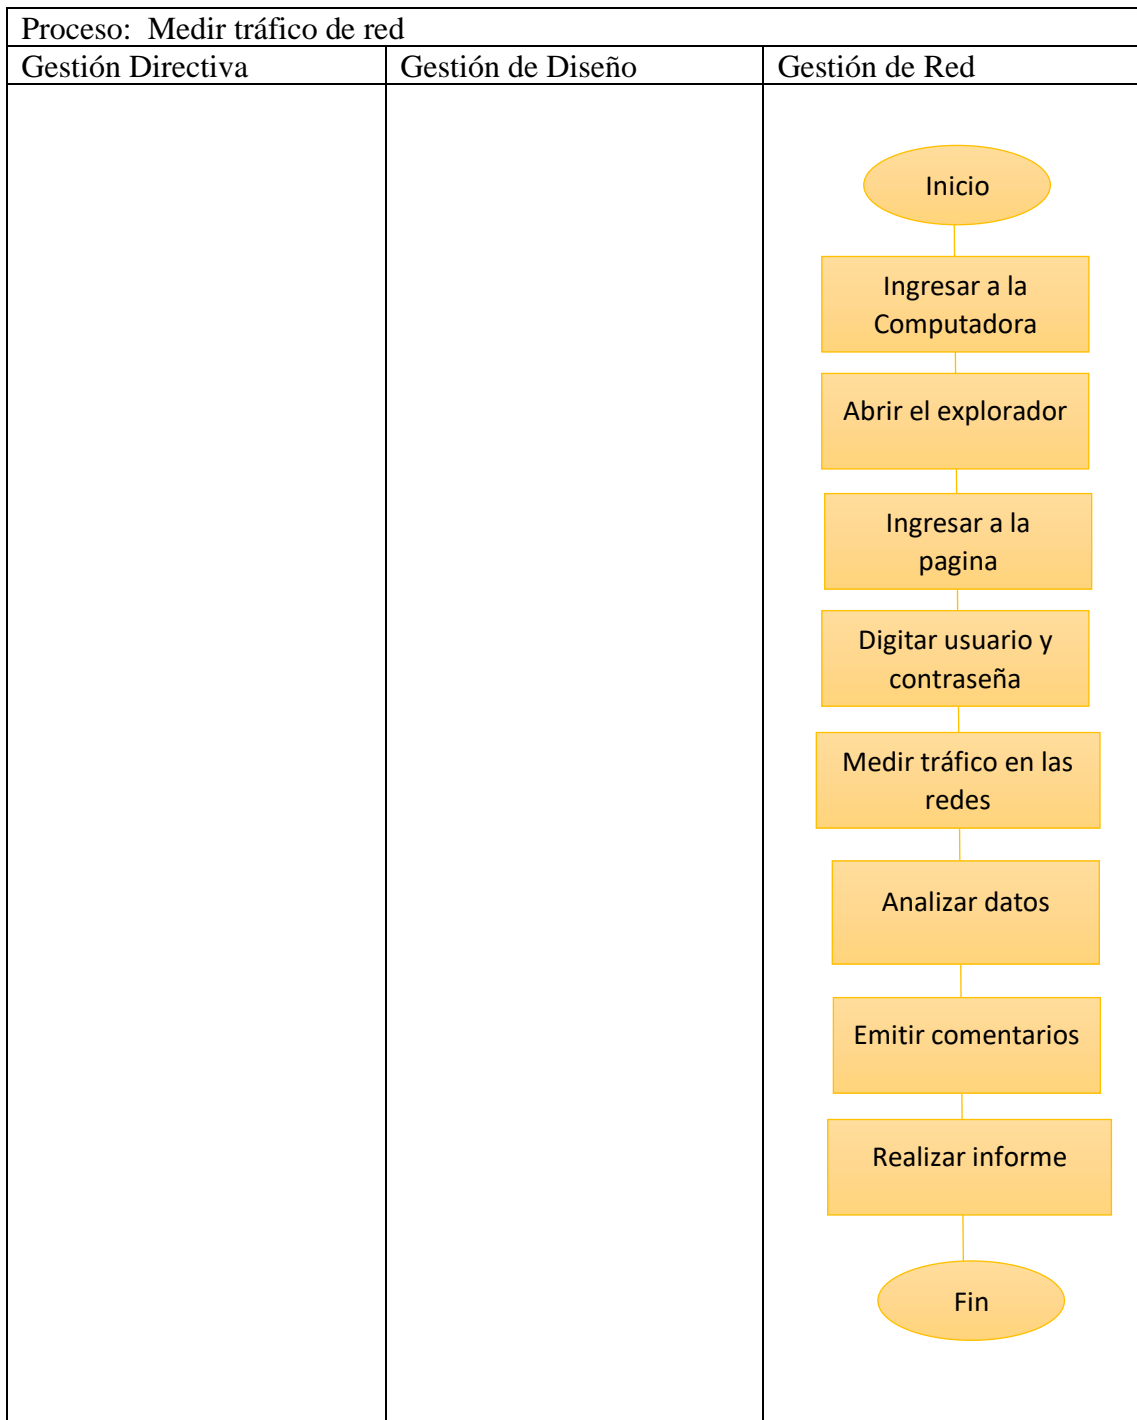 Proceso: Medir tráfico de red
Gestión Directiva
Gestión de Diseño
Gestión de Red
Inicio
Ingresar a la
Computadora
Abrir el explorador
Ingresar a la
pagina
Digitar usuario y
contraseña
Medir tráfico en las
redes
Analizar datos
Emitir comentarios
Realizar informe
Fin